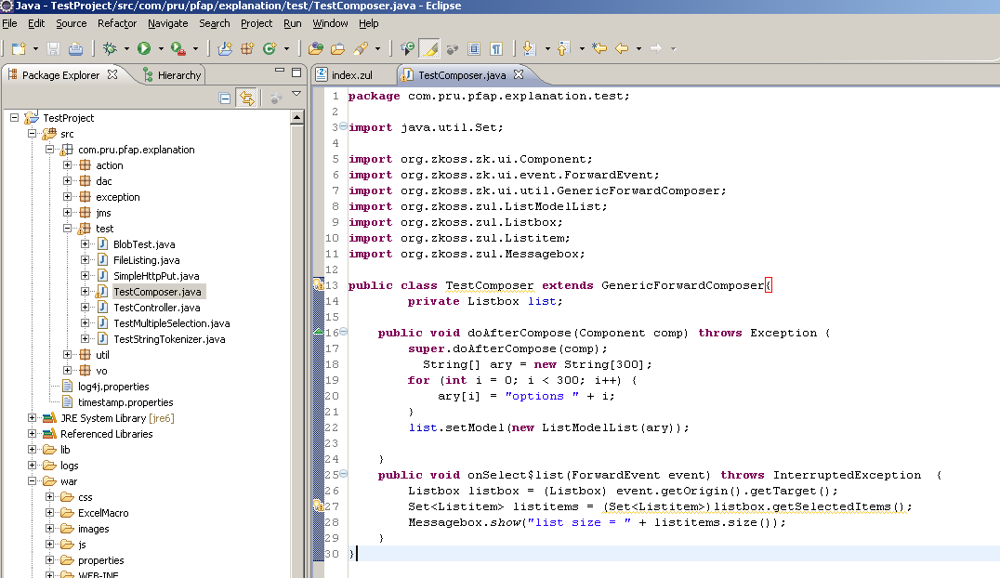 Java - TestProject/src/com/pru/pfap/explanation/test/TestComposer.java - Eclipse
File Edit Source Refactor Navigate Search Project Run Window Help
Package Explorer Hierarchy
TestProject
src
com.pru.pfap.explanation
action
dac
exception
jms
test
BlobTest.java
FileListing.java
SimpleHttpPut.java
TestComposer.java
TestController.java
TestMultipleSelection.java
TestStringTokenizer.java
util
vo
log4j.properties
timestamp.properties
JRE System Library [jre6]
Referenced Libraries
lib
logs
war
css
ExcelMacro
images
js
properties
WEB-INF
index.zul TestComposer.java
1 package com.pru.pfap.explanation.test;
2
3 import java.util.Set;
4
5 import org.zkoss.zk.ui.Component;
6 import org.zkoss.zk.ui.event.ForwardEvent;
7 import org.zkoss.zk.ui.util.GenericForwardComposer;
8 import org.zkoss.zul.ListModelList;
9 import org.zkoss.zul.Listbox;
10 import org.zkoss.zul.Listitem;
11 import org.zkoss.zul.Messagebox;
12
13 public class TestComposer extends GenericForwardComposer{
14 private Listbox list;
15
16 public void doAfterCompose(Component comp) throws Exception {
17 super.doAfterCompose(comp);
18 String[] ary = new String[300];
19 for (int i = 0; i < 300; i++) {
20 ary[i] = "options " + i;
21 }
22 list.setModel(new ListModelList(ary));
23
24 }
25 public void onSelect$list(ForwardEvent event) throws InterruptedException {
26 Listbox listbox = (Listbox) event.getOrigin().getTarget();
27 Set<Listitem> listitems = (Set<Listitem>)listbox.getSelectedItems();
28 Messagebox.show("list size = " + listitems.size());
29 }
30 }